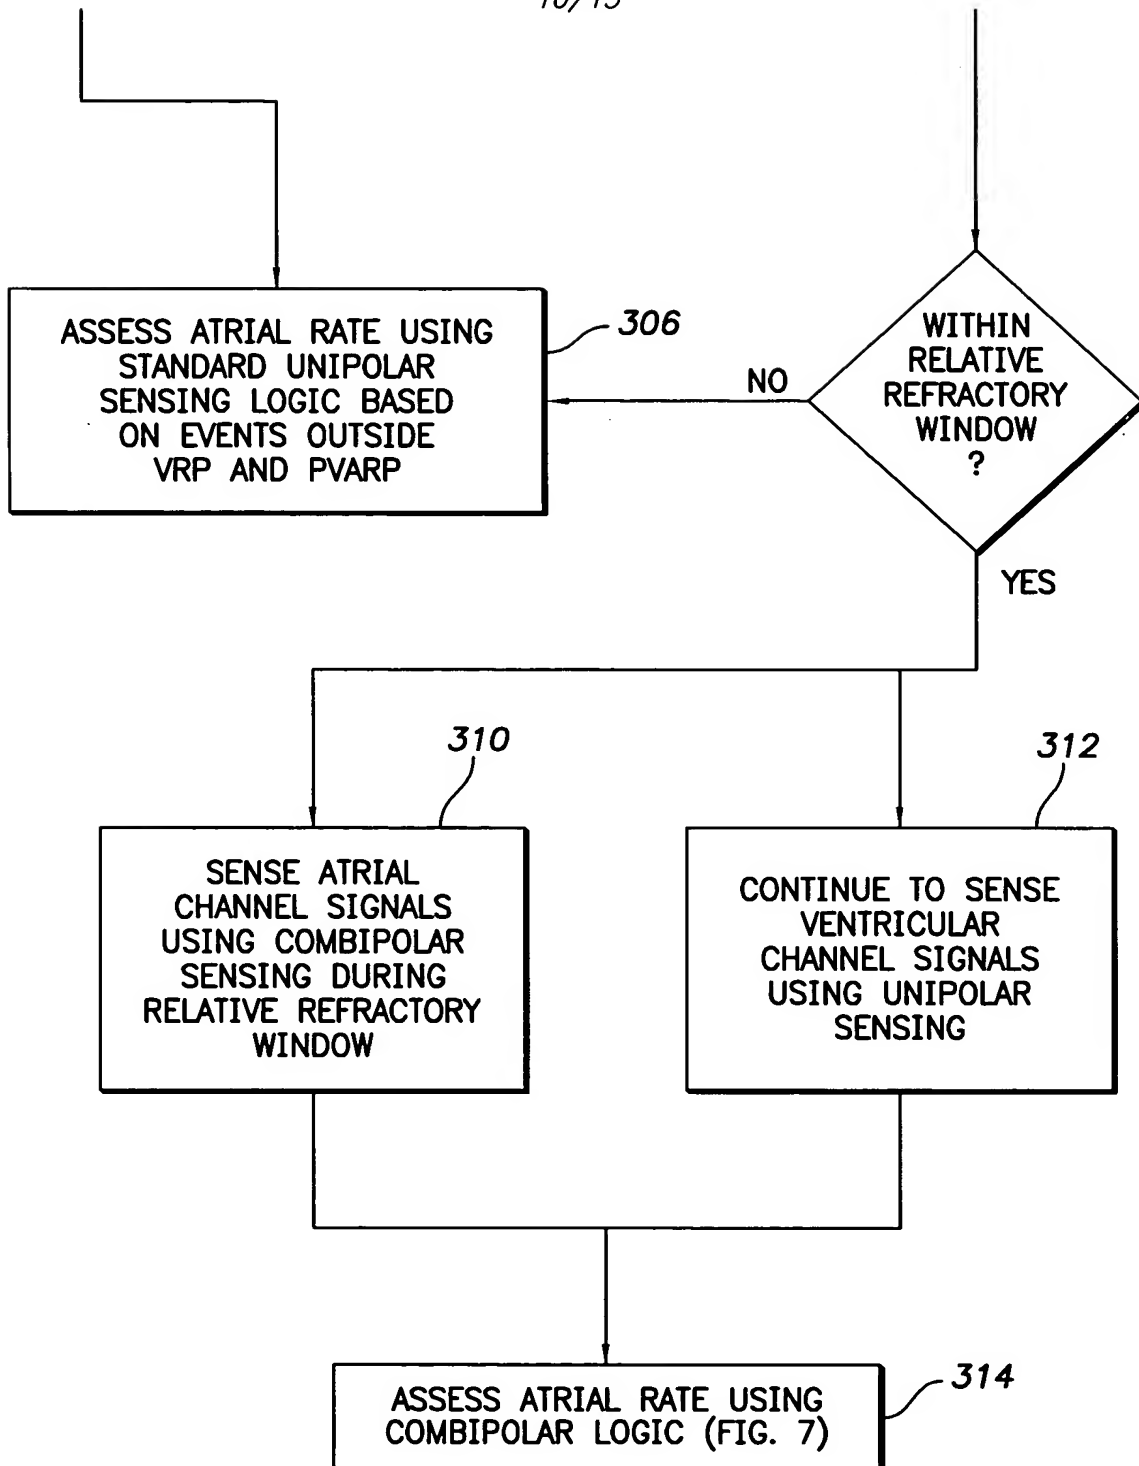 ASSESS ATRIAL RATE USING
STANDARD UNIPOLAR
SENSING LOGIC BASED
ON EVENTS OUTSIDE
VRP AND PVARP
306
NO
WITHIN
RELATIVE
REFRACTORY
WINDOW
?
YES
310
SENSE ATRIAL
CHANNEL SIGNALS
USING COMBIPOLAR
SENSING DURING
RELATIVE REFRACTORY
WINDOW
312
CONTINUE TO SENSE
VENTRICULAR
CHANNEL SIGNALS
USING UNIPOLAR
SENSING
314
ASSESS ATRIAL RATE USING
COMBIPOLAR LOGIC (FIG. 7)